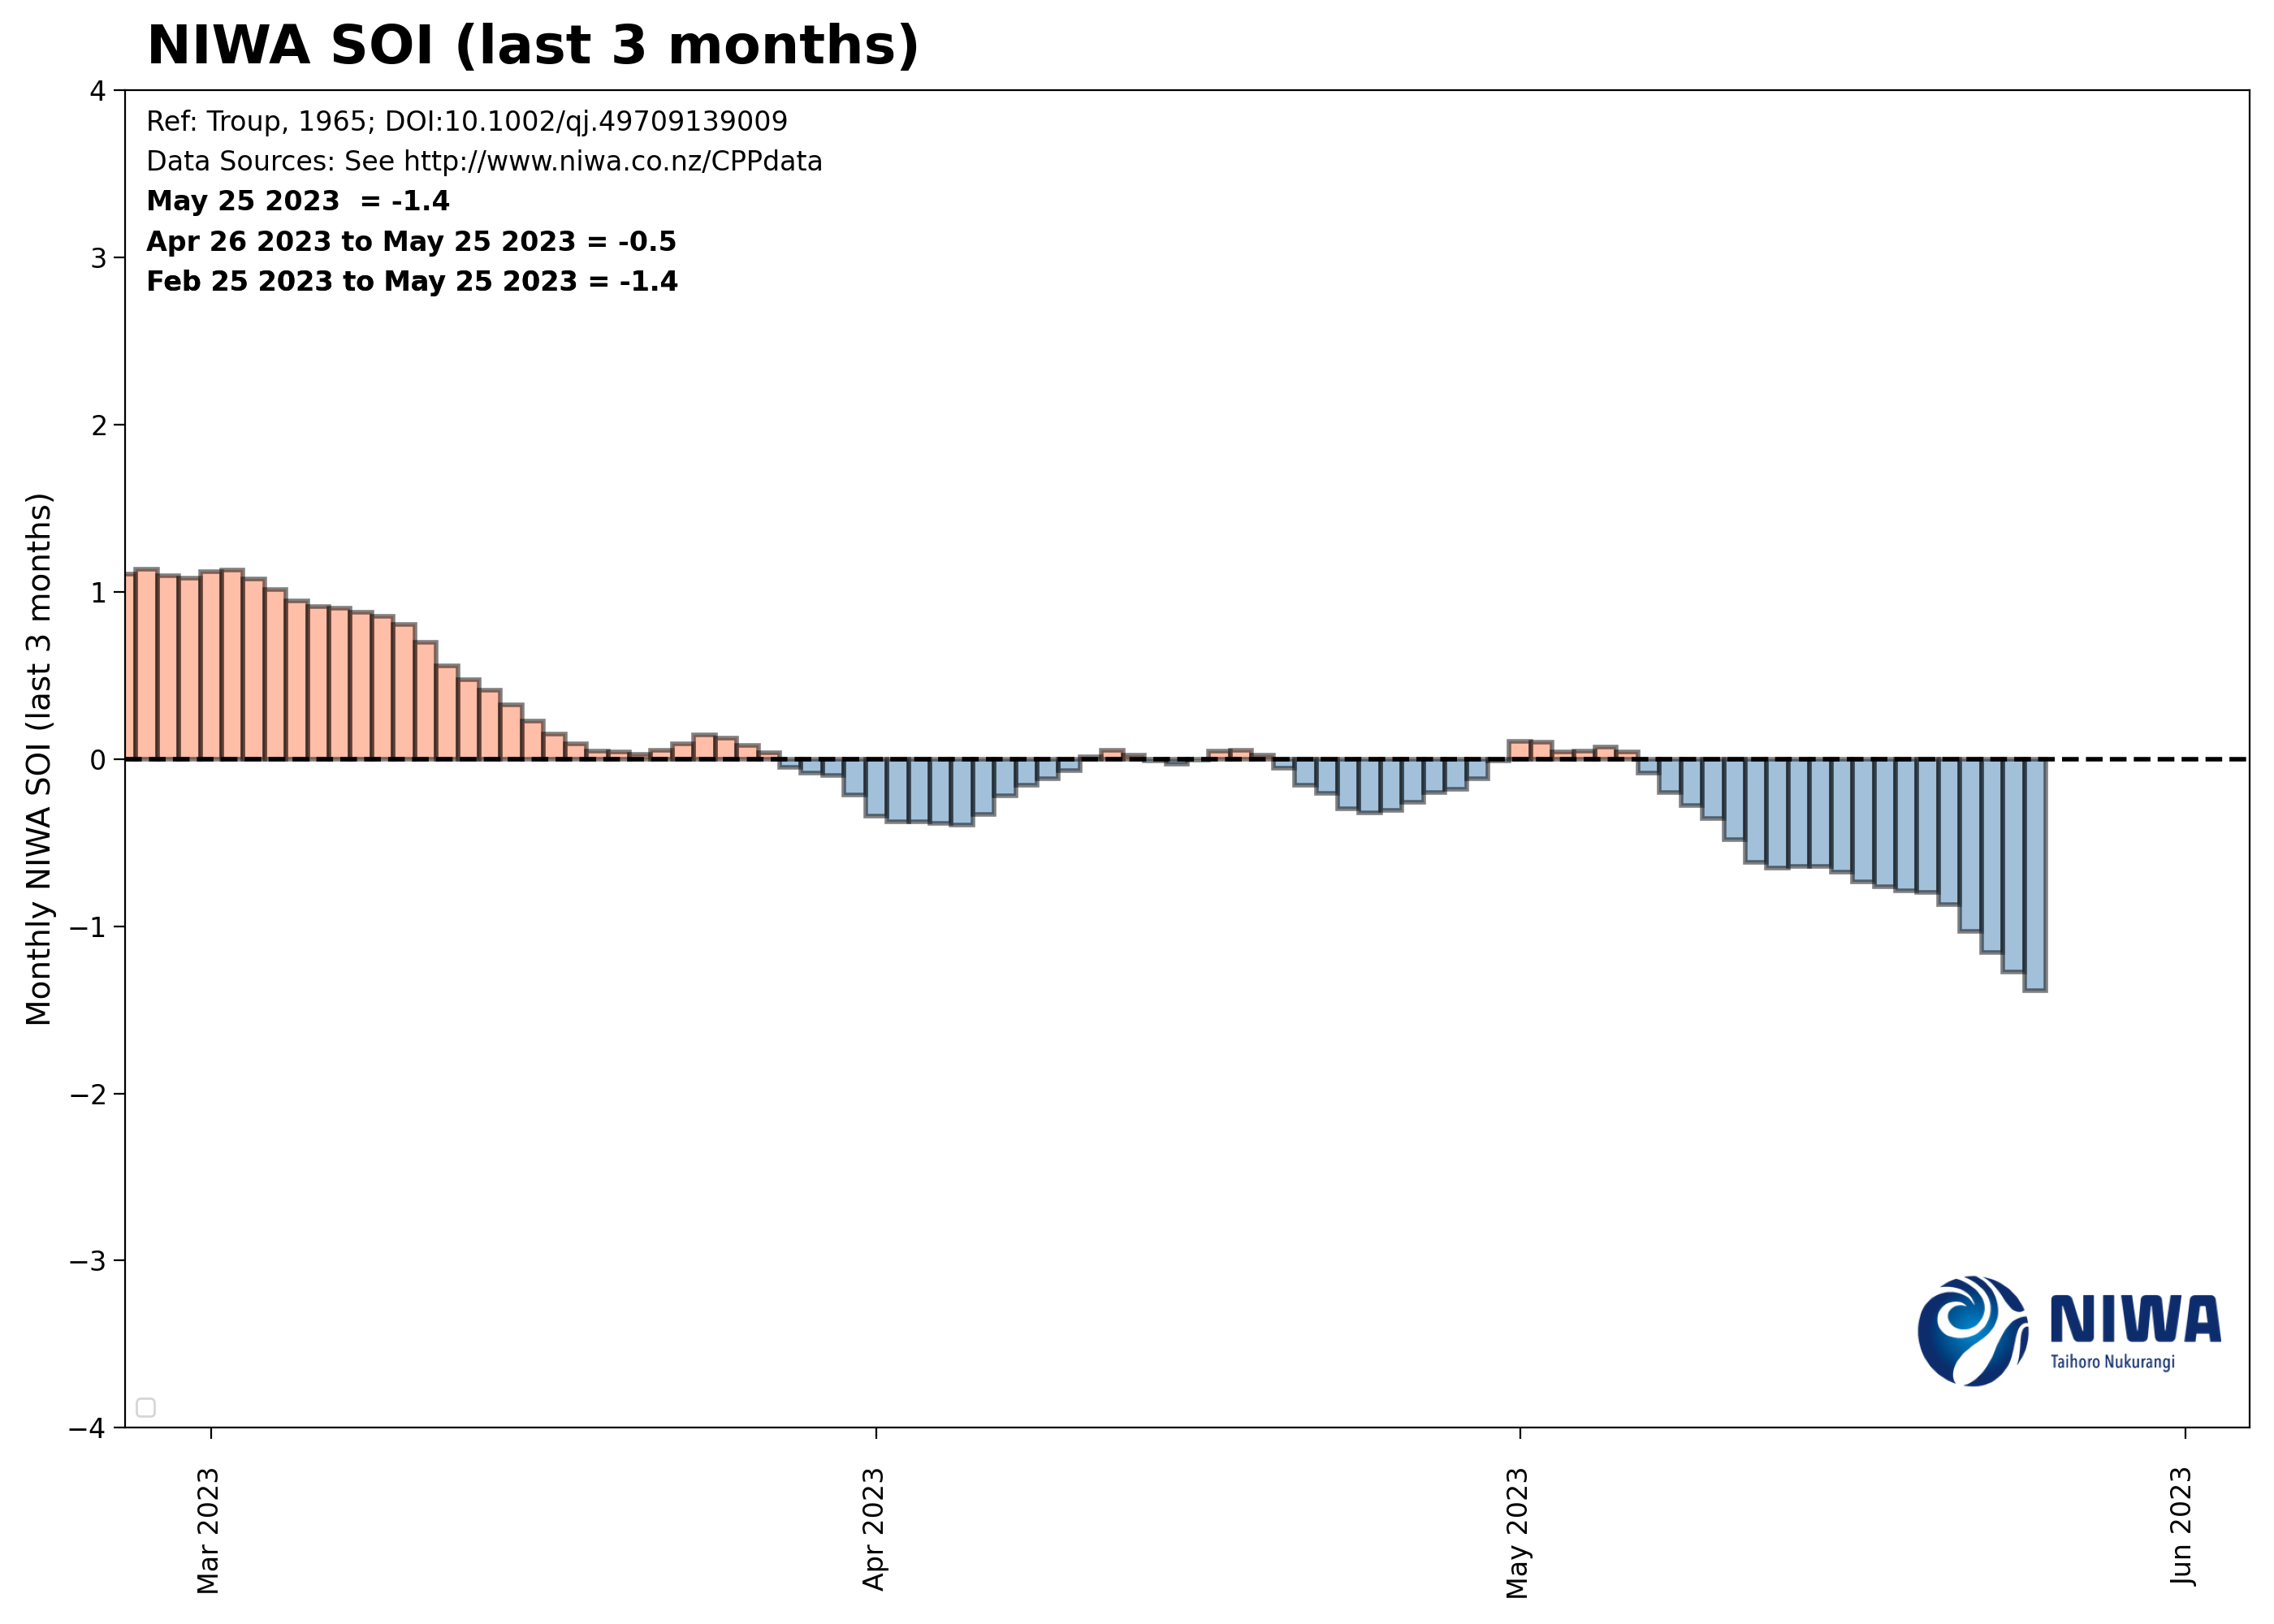 NIWA SOI (last 3 months)
Ref: Troup, 1965; DOI:10.1002/qj.49709139009
Data Sources: See http://www.niwa.co.nz/CPPdata
May 25 2023  = -1.4
Apr 26 2023 to May 25 2023 = -0.5
Feb 25 2023 to May 25 2023 = -1.4
Monthly NIWA SOI (last 3 months)
4
3
2
1
0
−1
−2
−3
−4
Mar 2023
Apr 2023
May 2023
Jun 2023
NIWA
Taihoro Nukurangi